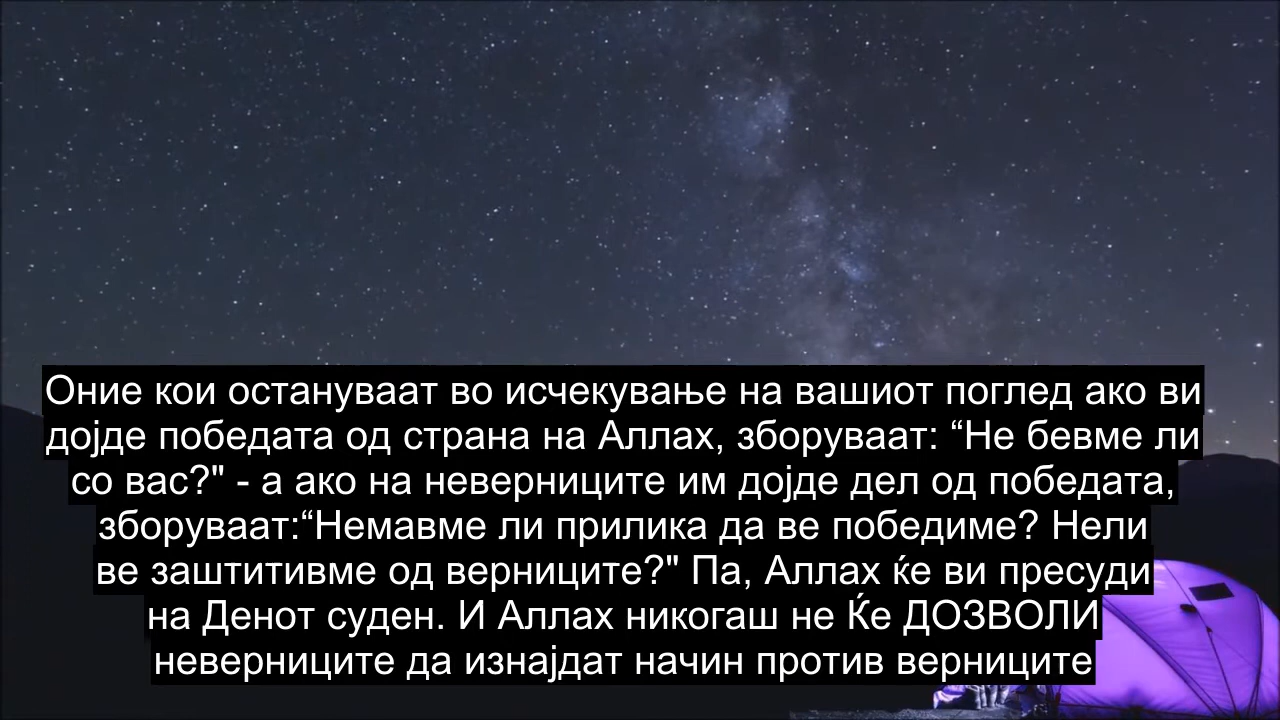 Оние кои остануваат во исчекување на вашиот поглед ако ви
дојде победата од страна на Аллах, зборуваат: “Не бевме ли
со вас?" - а ако на неверниците им дојде дел од победата,
зборуваат:“Немавме ли прилика да ве победиме? Нели
ве заштитивме од верниците?" Па, Аллах ќе ви пресуди
на Денот суден. И Аллах никогаш не Ќе ДОЗВОЛИ
неверниците да изнајдат начин против верниците